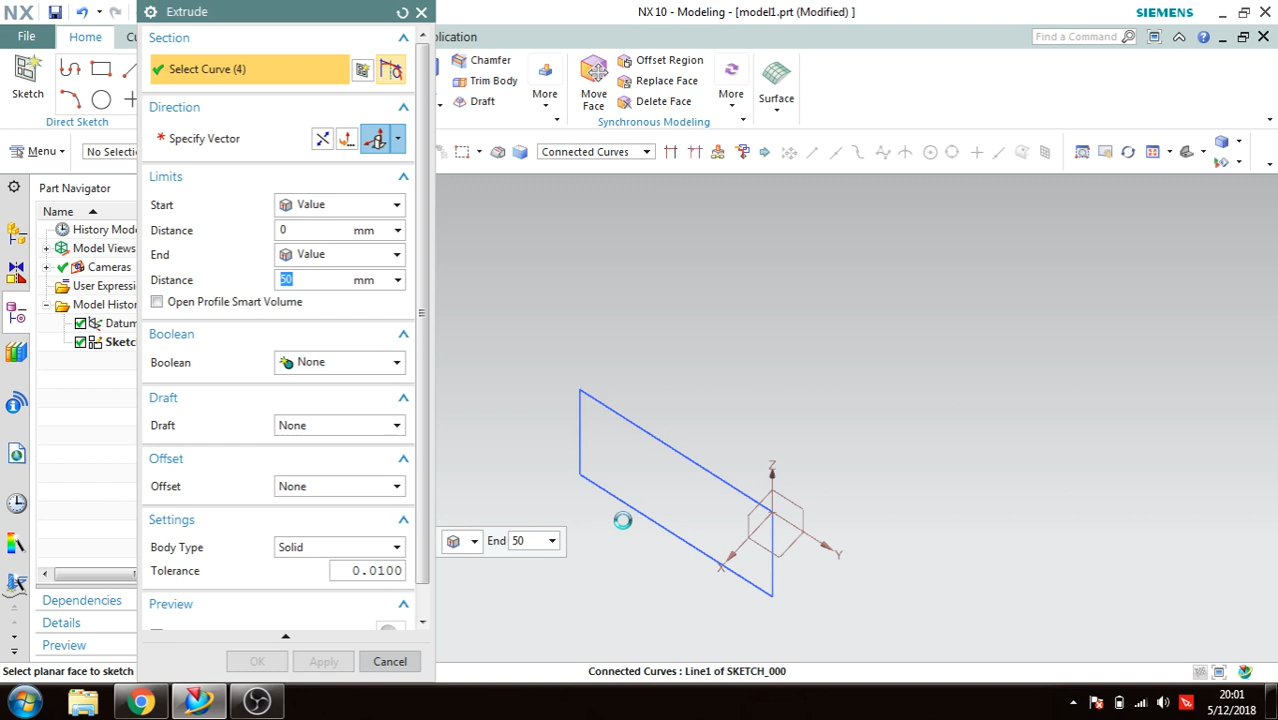 NX
Extrude
NX 10 - Modeling - [model1.prt (Modified) ]
SIEMENS
File
Home
Section
plication
Find a Command
Sketch
Select Curve (4)
Chamfer
Trim Body
Draft
More
Move
Face
Offset Region
Replace Face
Delete Face
More
Surface
Direct Sketch
Direction
Synchronous Modeling
Specify Vector
Menu
No Selectio
Connected Curves
Limits
Part Navigator
Name
Start
Value
History Mode
Distance
0
mm
Model Views
End
Value
Cameras
Distance
50
mm
User Expressi
Open Profile Smart Volume
Model Histor
Datum
Boolean
Sketc
Boolean
None
Draft
Draft
None
Offset
Z
Offset
None
Settings
End
50
Body Type
Solid
Y
X
Tolerance
0.0100
Dependencies
Preview
Details
Preview
OK
Apply
Cancel
Select planar face to sketch
Connected Curves : Line1 of SKETCH_000
20:01
5/12/2018